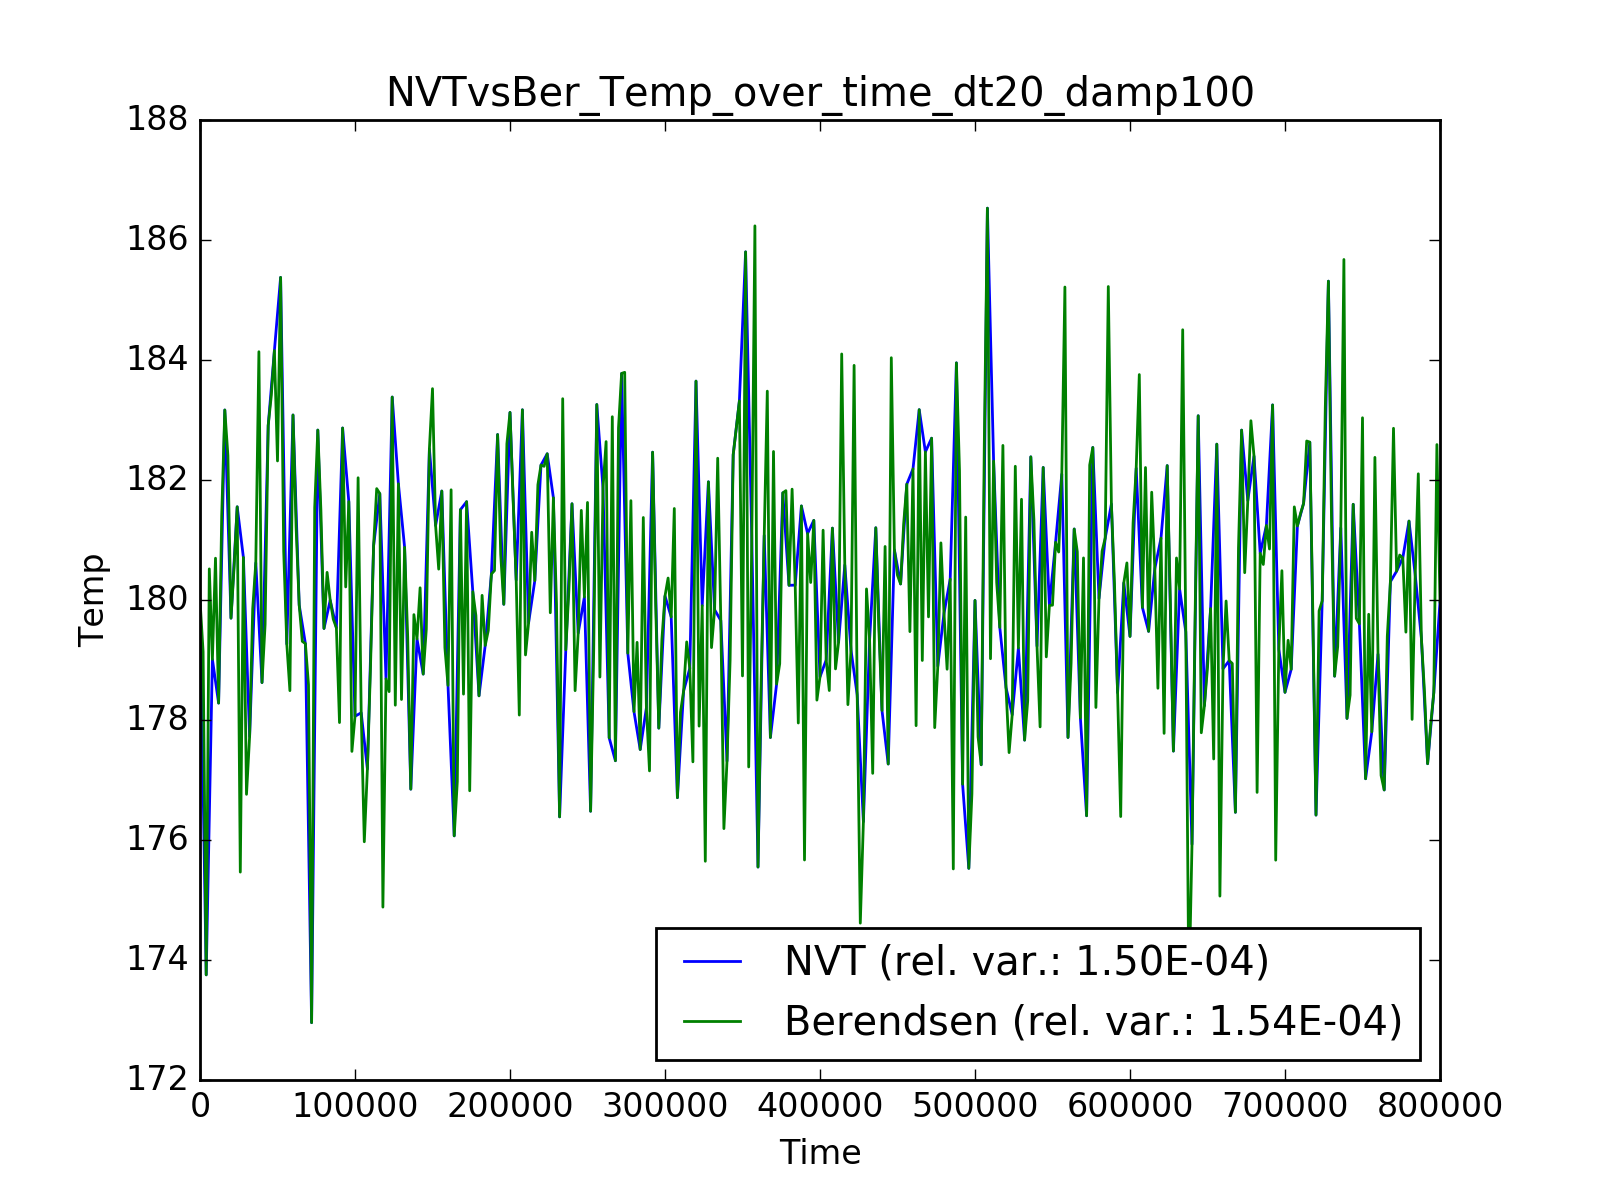 NVTvsBer_Temp_over_time_dt20_damp100
188
186
184
182
180
178
176
174
172
Temp
NVT (rel. var.: 1.50E-04)
Berendsen (rel. var.: 1.54E-04)
0 100000 200000 300000 400000 500000 600000 700000 800000
Time